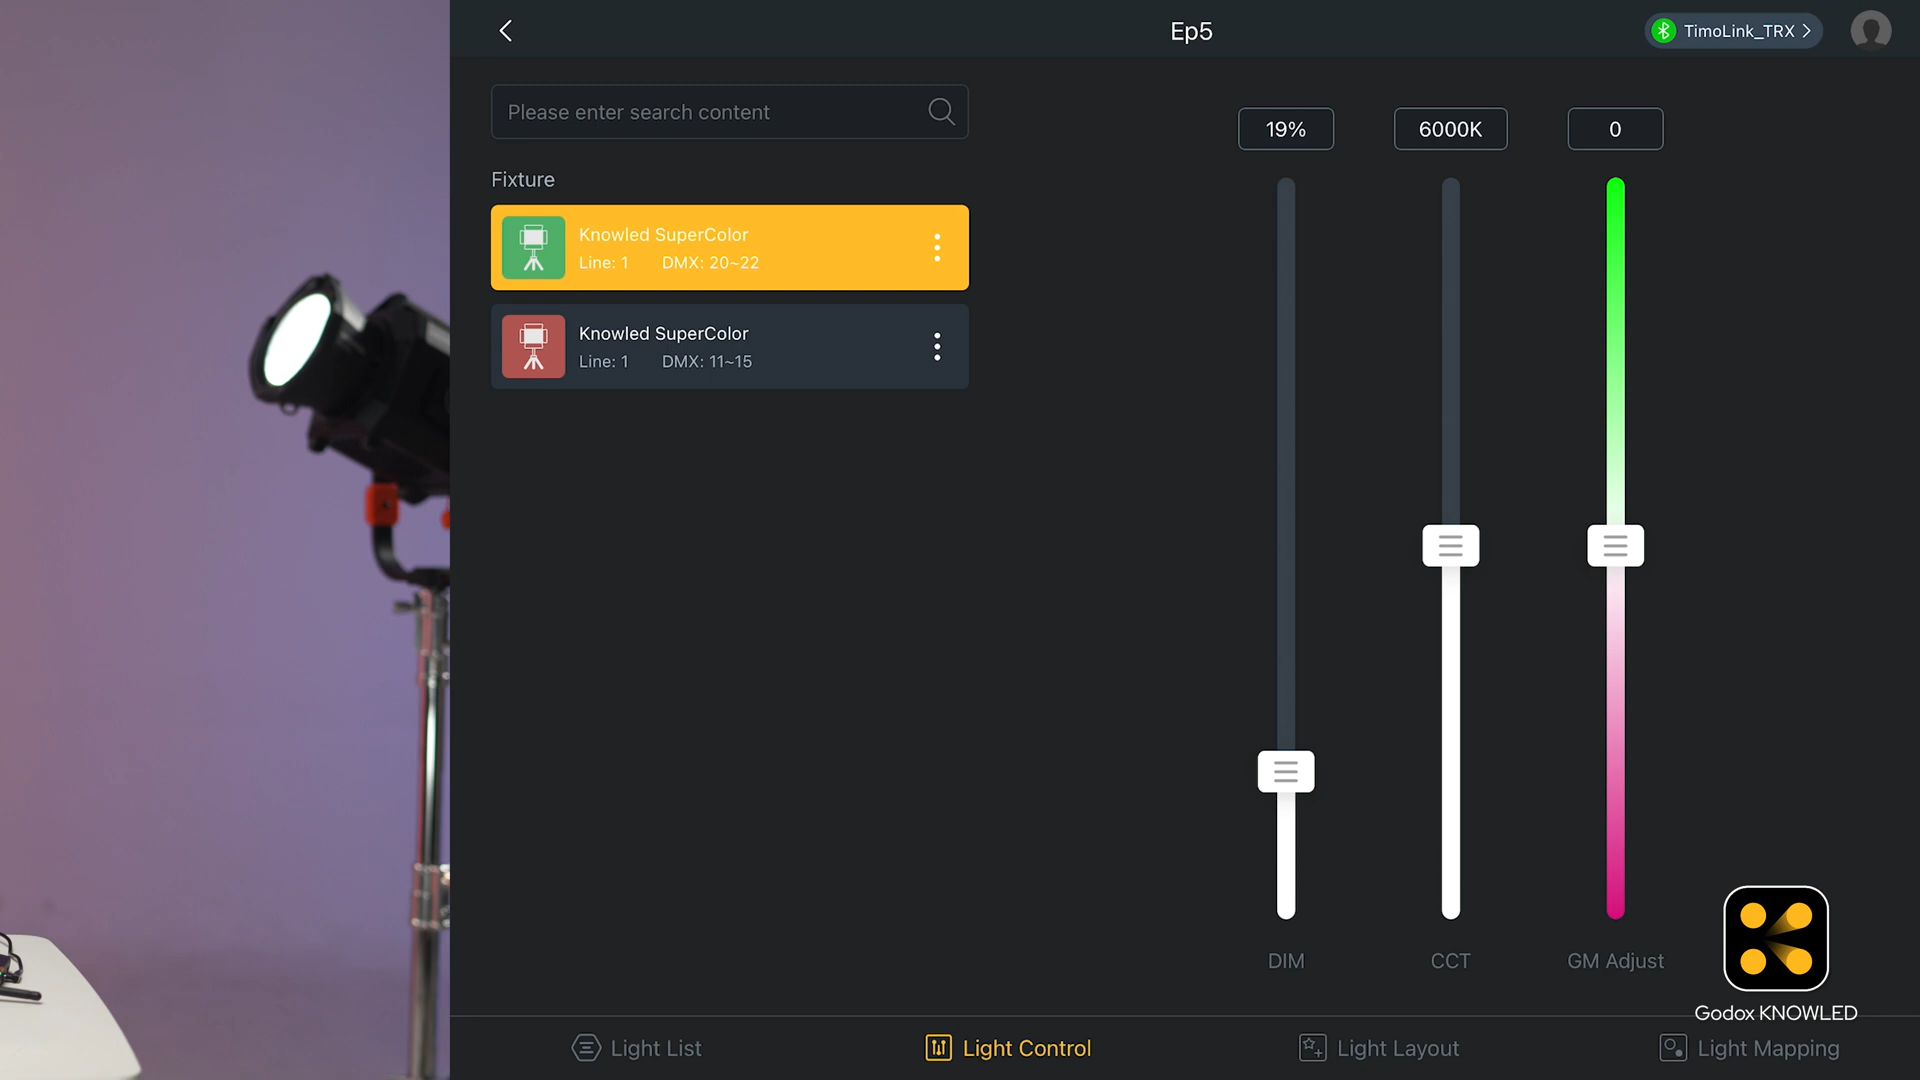 Ep5
TimoLink_TRX
Please enter search content
19%
6000K
0
Fixture
Knowled SuperColor
Line: 1 DMX: 20~22
Knowled SuperColor
Line: 1 DMX: 11~15
DIM
CCT
GM Adjust
Godox KNOWLED
Light List
Light Control
Light Layout
Light Mapping